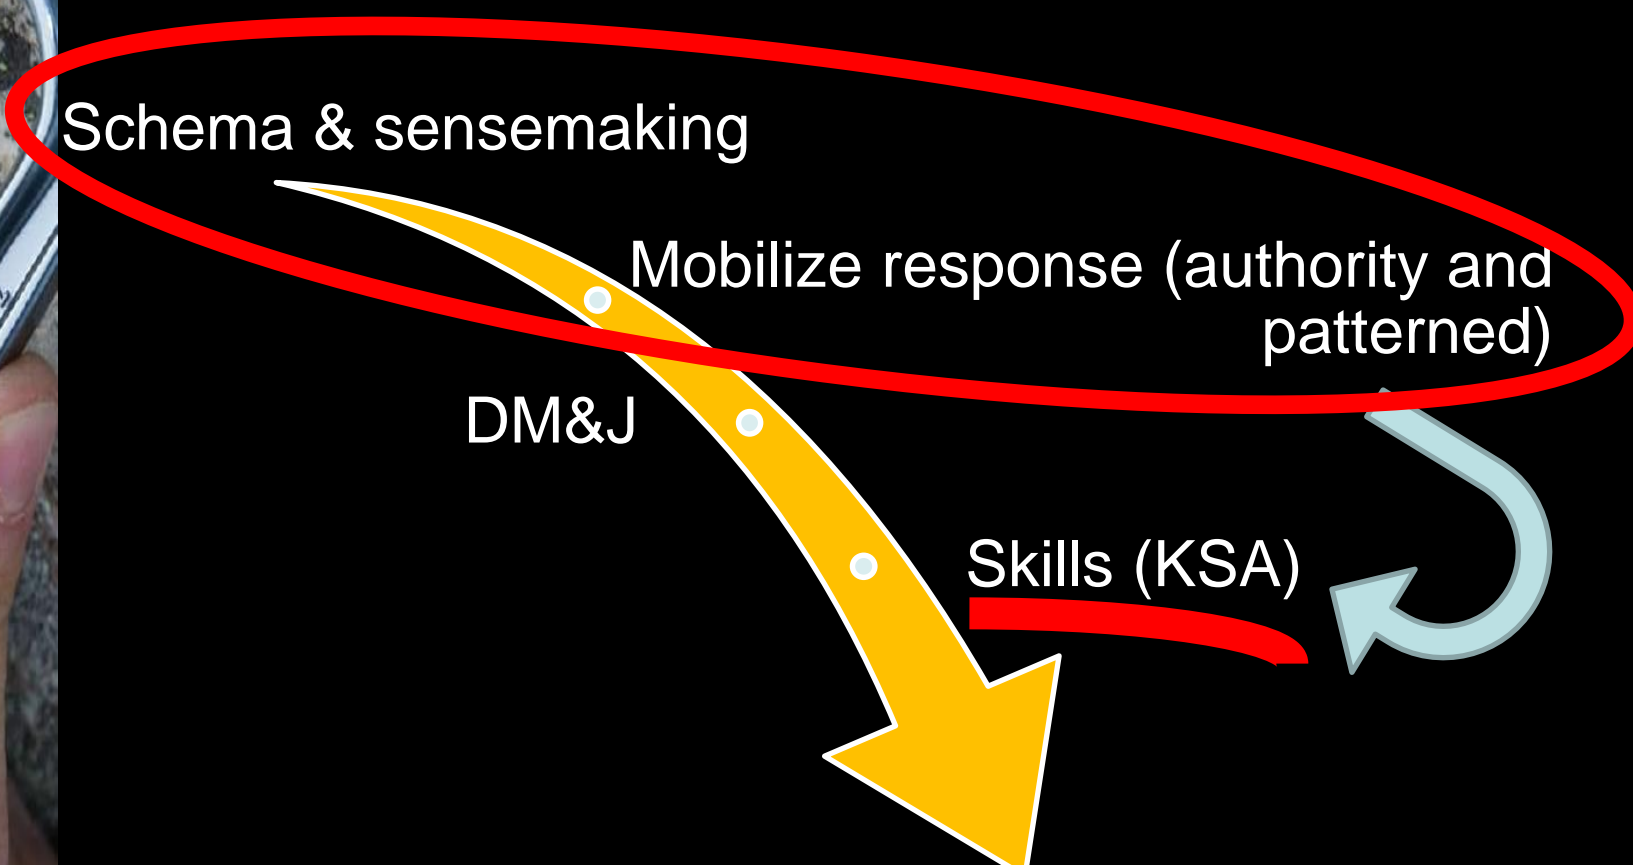 Schema & sensemaking
Mobilize response (authority and
patterned)
DM&J
Skills (KSA)